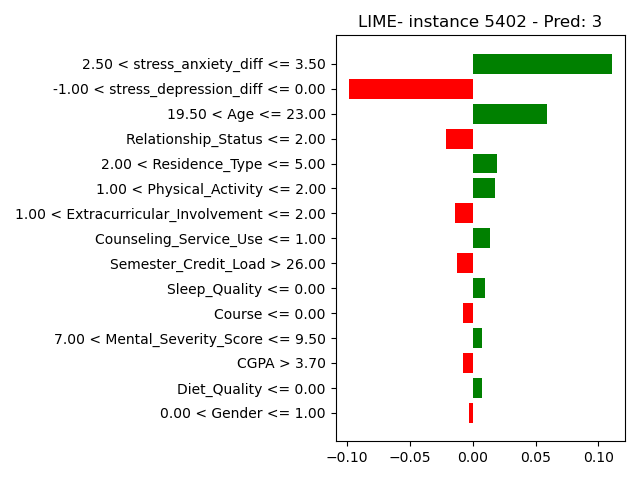 LIME- instance 5402 - Pred: 3
2.50 < stress_anxiety_diff <= 3.50
-1.00 < stress_depression_diff <= 0.00
19.50 < Age <= 23.00
Relationship_Status <= 2.00
2.00 < Residence_Type <= 5.00
1.00 < Physical_Activity <= 2.00
1.00 < Extracurricular_Involvement <= 2.00
Counseling_Service_Use <= 1.00
Semester_Credit_Load > 26.00
Sleep_Quality <= 0.00
Course <= 0.00
7.00 < Mental_Severity_Score <= 9.50
CGPA > 3.70
Diet_Quality <= 0.00
0.00 < Gender <= 1.00
−0.10 −0.05 0.00 0.05 0.10